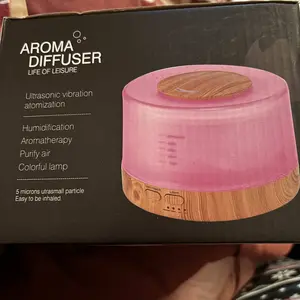 AROMA
DIFFUSER
LIFE OF LEISURE
Ultrasonic vibration
atomization
Humidification
Aromatherapy
Purify air
Colorful lamp
5 microns ultrasmall particle
Easy to be inhaled